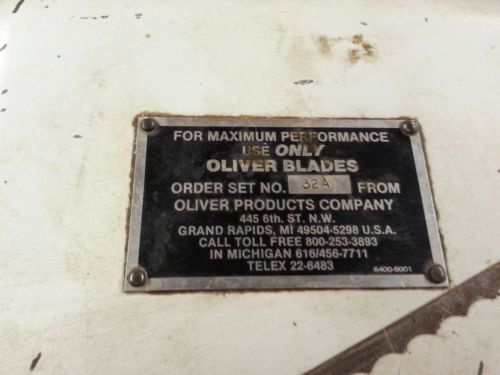 FOR MAXIMUM PERFORMANCE
USE ONLY
OLIVER BLADES
ORDER SET NO. 32A FROM
OLIVER PRODUCTS COMPANY
445 6th. ST. N.W.
GRAND RAPIDS, MI 49504-5298 U.S.A.
CALL TOLL FREE 800-253-3893
IN MICHIGAN 616/456-7711
TELEX 22-6483
6400-6001